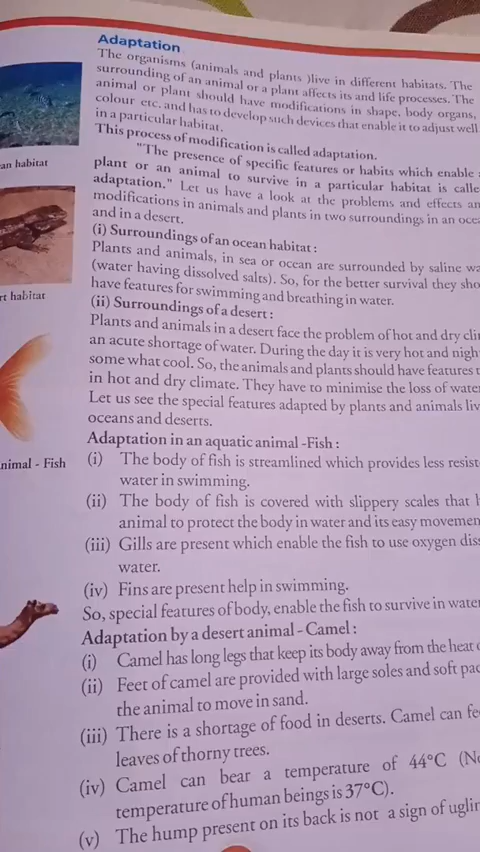 Adaptation
The organisms (animals and plants )live in different habitats. The
surrounding of an animal or a plant affects its and life processes. The
animal or plant should have modifications in shape, body organs,
colour etc. and has to develop such devices that enable it to adjust well
in a particular habitat.
This process of modification is called adaptation.
"The presence of specific features or habits which enable
plant or an animal to survive in a particular habitat is calle
adaptation." Let us have a look at the problems and effects an
modifications in animals and plants in two surroundings in an oce
and in a desert.
an habitat
(i) Surroundings of an ocean habitat :
Plants and animals, in sea or ocean are surrounded by saline wa
(water having dissolved salts). So, for the better survival they sho
have features for swimming and breathing in water.
rt habitat
(ii) Surroundings of a desert :
Plants and animals in a desert face the problem of hot and dry cli
an acute shortage of water. During the day it is very hot and nigh
some what cool. So, the animals and plants should have features t
in hot and dry climate. They have to minimise the loss of wate
Let us see the special features adapted by plants and animals liv
oceans and deserts.
Adaptation in an aquatic animal -Fish :
nimal - Fish
(i) The body of fish is streamlined which provides less resist
water in swimming.
(ii) The body of fish is covered with slippery scales that h
animal to protect the body in water and its easy movemen
(iii) Gills are present which enable the fish to use oxygen diss
water.
(iv) Fins are present help in swimming.
So, special features of body, enable the fish to survive in water
Adaptation by a desert animal - Camel :
(i) Camel has long legs that keep its body away from the heat o
(ii) Feet of camel are provided with large soles and soft pad
the animal to move in sand.
(iii) There is a shortage of food in deserts. Camel can fe
leaves of thorny trees.
(iv) Camel can bear a temperature of 44°C (No
temperature of human beings is 37°C).
(v) The hump present on its back is not a sign of uglin